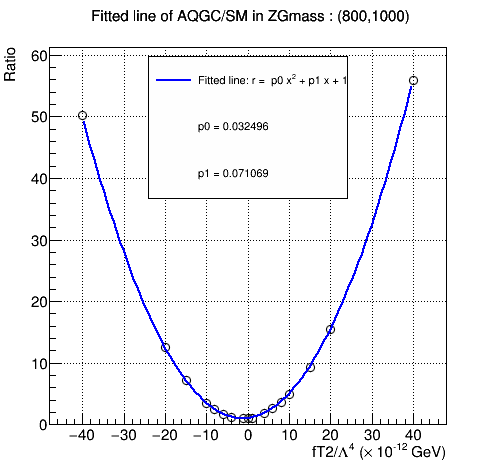 Fitted line of AQGC/SM in ZGmass : (800,1000)
Ratio
60
50
40
30
20
10
0
Fitted line: r = p0 x² + p1 x + 1
p0 = 0.032496
p1 = 0.071069
−40 −30 −20 −10 0 10 20 30 40
fT2/Λ⁴ (× 10⁻¹² GeV)